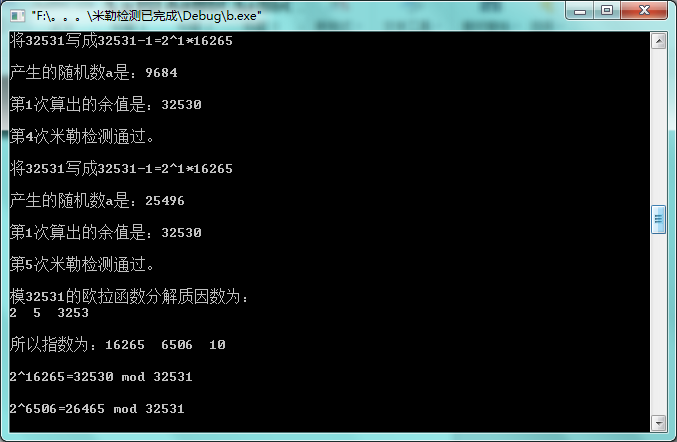 "F:\。。。\米勒检测已完成\Debug\b.exe"
将32531写成32531-1=2^1*16265
产生的随机数a是：9684
第1次算出的余值是：32530
第4次米勒检测通过。
将32531写成32531-1=2^1*16265
产生的随机数a是：25496
第1次算出的余值是：32530
第5次米勒检测通过。
模32531的欧拉函数分解质因数为：
2  5  3253
所以指数为：16265  6506  10
2^16265=32530 mod 32531
2^6506=26465 mod 32531